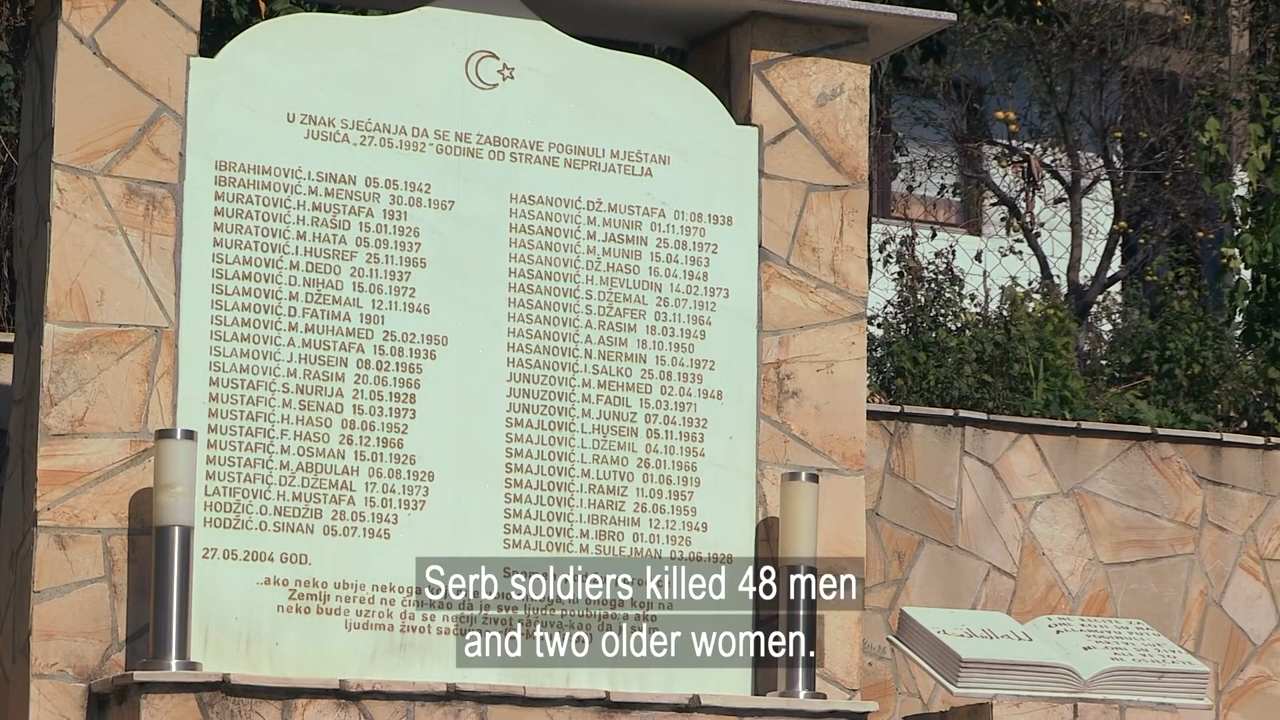 U ZNAK SJEĆANJA DA SE NE ZABORAVE POGINULI MJEŠTANI
JUSIĆA „27.05.1992" GODINE OD STRANE NEPRIJATELJA
IBRAHIMOVIĆ.I.SINAN 05.05.1942
IBRAHIMOVIĆ.M.MENSUR 30.08.1967
MURATOVIĆ.H.MUSTAFA 1931
MURATOVIĆ.H.RAŠID 15.01.1926
MURATOVIĆ.M.HATA 05.09.1937
MURATOVIĆ.I.HUSREF 25.11.1965
ISLAMOVIĆ.M.DEDO 20.11.1937
ISLAMOVIĆ.D.NIHAD 15.06.1972
ISLAMOVIĆ.M.DŽEMAIL 12.11.1946
ISLAMOVIĆ.D.FATIMA 1901
ISLAMOVIĆ.M.MUHAMED 25.02.1950
ISLAMOVIĆ.A.MUSTAFA 15.08.1936
ISLAMOVIĆ.J.HUSEIN 08.02.1965
ISLAMOVIĆ.M.RASIM 20.06.1966
MUSTAFIĆ.S.NURIJA 21.05.1928
MUSTAFIĆ.M.SENAD 15.03.1973
MUSTAFIĆ.H.HASO 08.06.1952
MUSTAFIĆ.F.HASO 26.12.1966
MUSTAFIĆ.M.OSMAN 15.01.1926
MUSTAFIĆ.M.ABDULAH 06.08.1928
MUSTAFIĆ.DŽ.DŽEMAL 17.04.1973
LATIFOVIĆ.H.MUSTAFA 15.01.1937
HODŽIĆ.O.NEDŽIB 28.05.1943
HODŽIĆ.O.SINAN 05.07.1945
HASANOVIĆ.DŽ.MUSTAFA 01.08.1938
HASANOVIĆ.M.MUNIR 01.11.1970
HASANOVIĆ.M.JASMIN 25.08.1972
HASANOVIĆ.M.MUNIB 15.04.1963
HASANOVIĆ.DŽ.HASO 16.04.1948
HASANOVIĆ.H.MEVLUDIN 14.02.1973
HASANOVIĆ.S.DŽEMAL 26.07.1912
HASANOVIĆ.S.DŽAFER 03.11.1964
HASANOVIĆ.A.RASIM 18.03.1949
HASANOVIĆ.A.ASIM 18.10.1950
HASANOVIĆ.N.NERMIN 15.04.1972
HASANOVIĆ.I.SALKO 25.08.1939
JUNUZOVIĆ.M.MEHMED 02.04.1948
JUNUZOVIĆ.M.FADIL 15.03.1971
JUNUZOVIĆ.M.JUNUZ 07.04.1932
SMAJLOVIĆ.L.HUSEIN 05.11.1963
SMAJLOVIĆ.L.DŽEMIL 04.10.1954
SMAJLOVIĆ.L.RAMO 26.01.1966
SMAJLOVIĆ.M.LUTVO 01.06.1919
SMAJLOVIĆ.I.RAMIZ 11.09.1957
SMAJLOVIĆ.I.HARIZ 26.06.1959
SMAJLOVIĆ.I.IBRAHIM 12.12.1949
SMAJLOVIĆ.M.IBRO 01.01.1926
SMAJLOVIĆ.M.SULEJMAN 03.06.1928
27.05.2004 GOD.
..ako neko ubije nekoga onoga koji na
Zemlji nered ne čini-kao da je sve ljude poubijao,a ako
neko bude uzrok da se nečiji život sačuva-kao da je svim
ljudima život
Serb soldiers killed 48 men
and two older women.